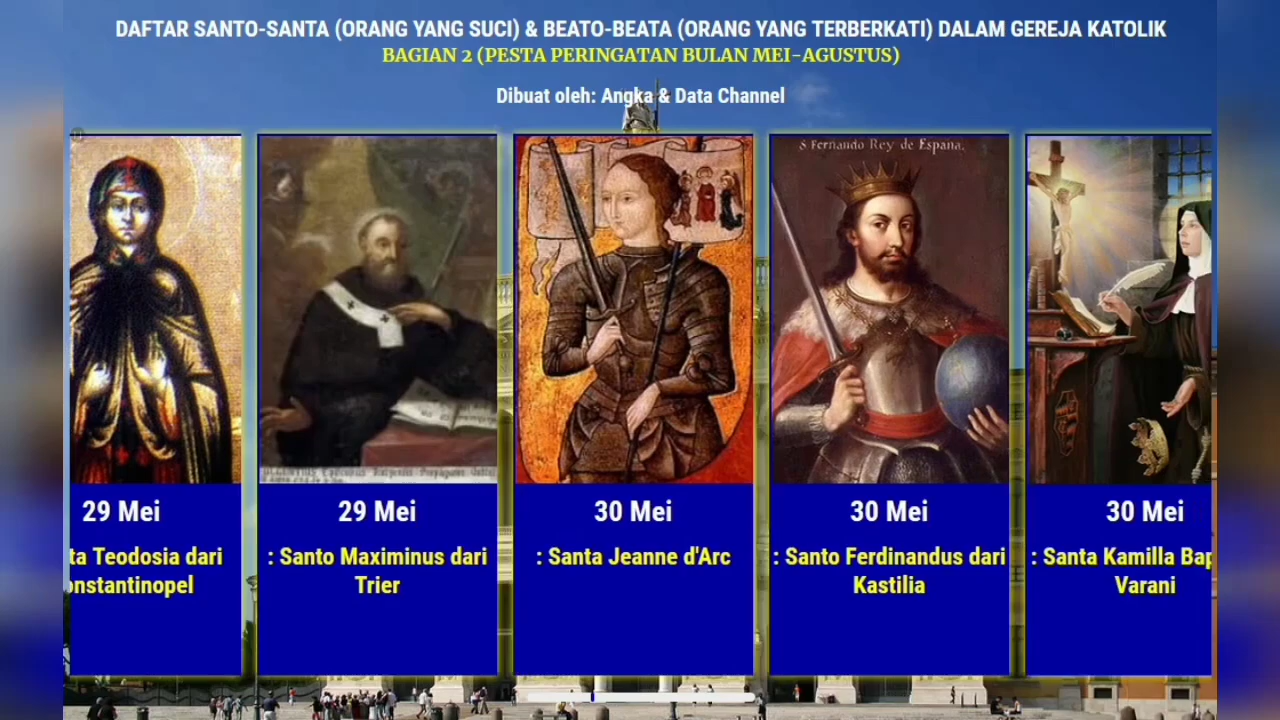 DAFTAR SANTO-SANTA (ORANG YANG SUCI) & BEATO-BEATA (ORANG YANG TERBERKATI) DALAM GEREJA KATOLIK
BAGIAN 2 (PESTA PERINGATAN BULAN MEI-AGUSTUS)
Dibuat oleh: Angka & Data Channel
S Fernando Rey de Espana.
29 Mei
ta Teodosia dari
onstantinopel
29 Mei
: Santo Maximinus dari
Trier
30 Mei
: Santa Jeanne d'Arc
30 Mei
: Santo Ferdinandus dari
Kastilia
30 Mei
: Santa Kamilla Bap
Varani